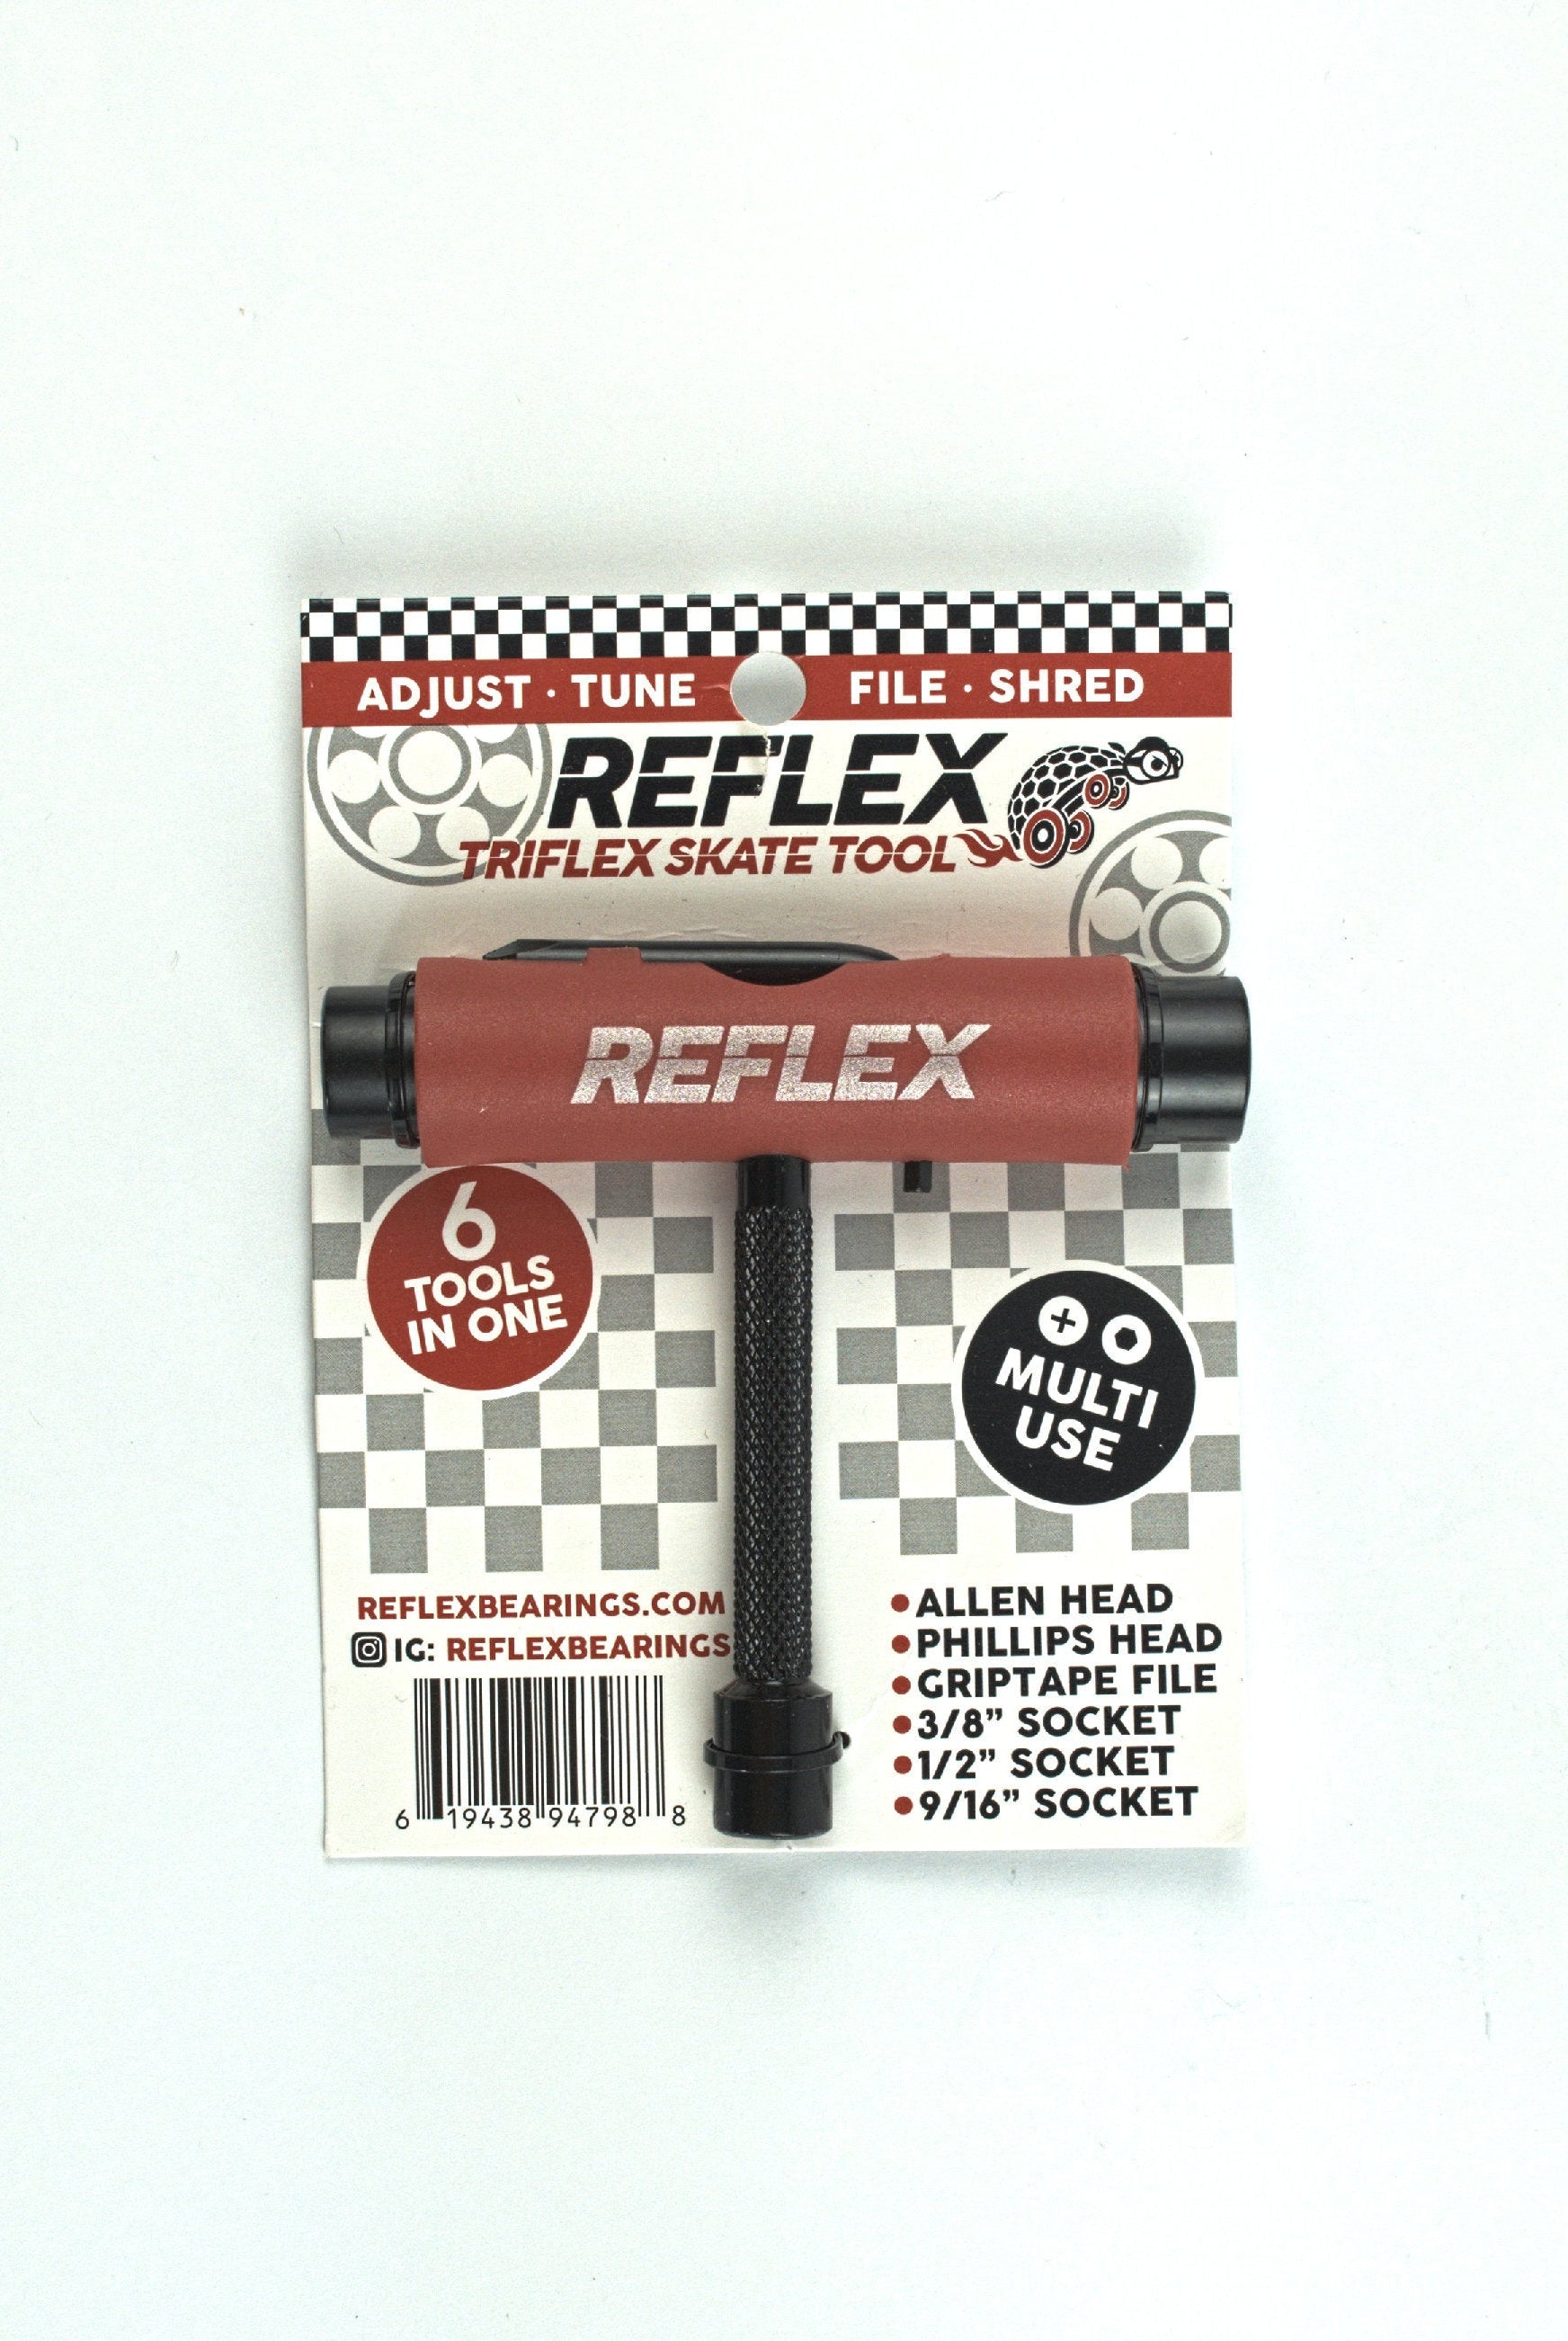 ADJUST · TUNE FILE · SHRED
REFLEX
TRIFLEX SKATE TOOL
REFLEX
6
TOOLS
IN ONE
MULTI
USE
REFLEXBEARINGS.COM
IG: REFLEXBEARINGS
6 19438 94798 8
•ALLEN HEAD
•PHILLIPS HEAD
•GRIPTAPE FILE
•3/8” SOCKET
•1/2” SOCKET
•9/16” SOCKET